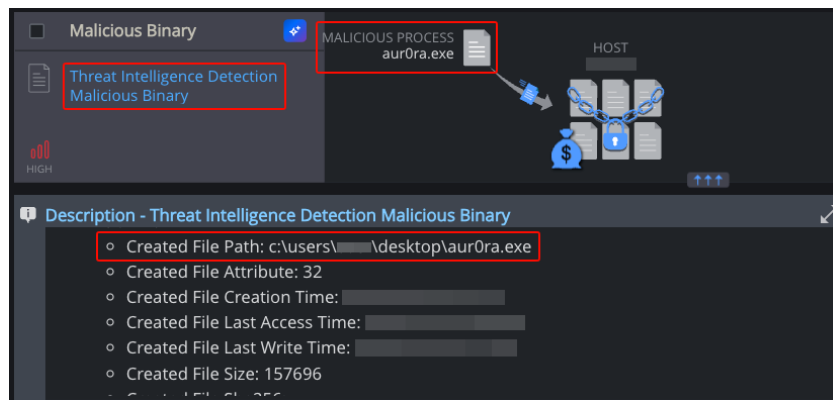 Malicious Binary
MALICIOUS PROCESS
aur0ra.exe
HOST
Threat Intelligence Detection
Malicious Binary
$
HIGH
Description - Threat Intelligence Detection Malicious Binary
Created File Path: c:\users\ \desktop\aur0ra.exe
Created File Attribute: 32
Created File Creation Time:
Created File Last Access Time:
Created File Last Write Time:
Created File Size: 157696